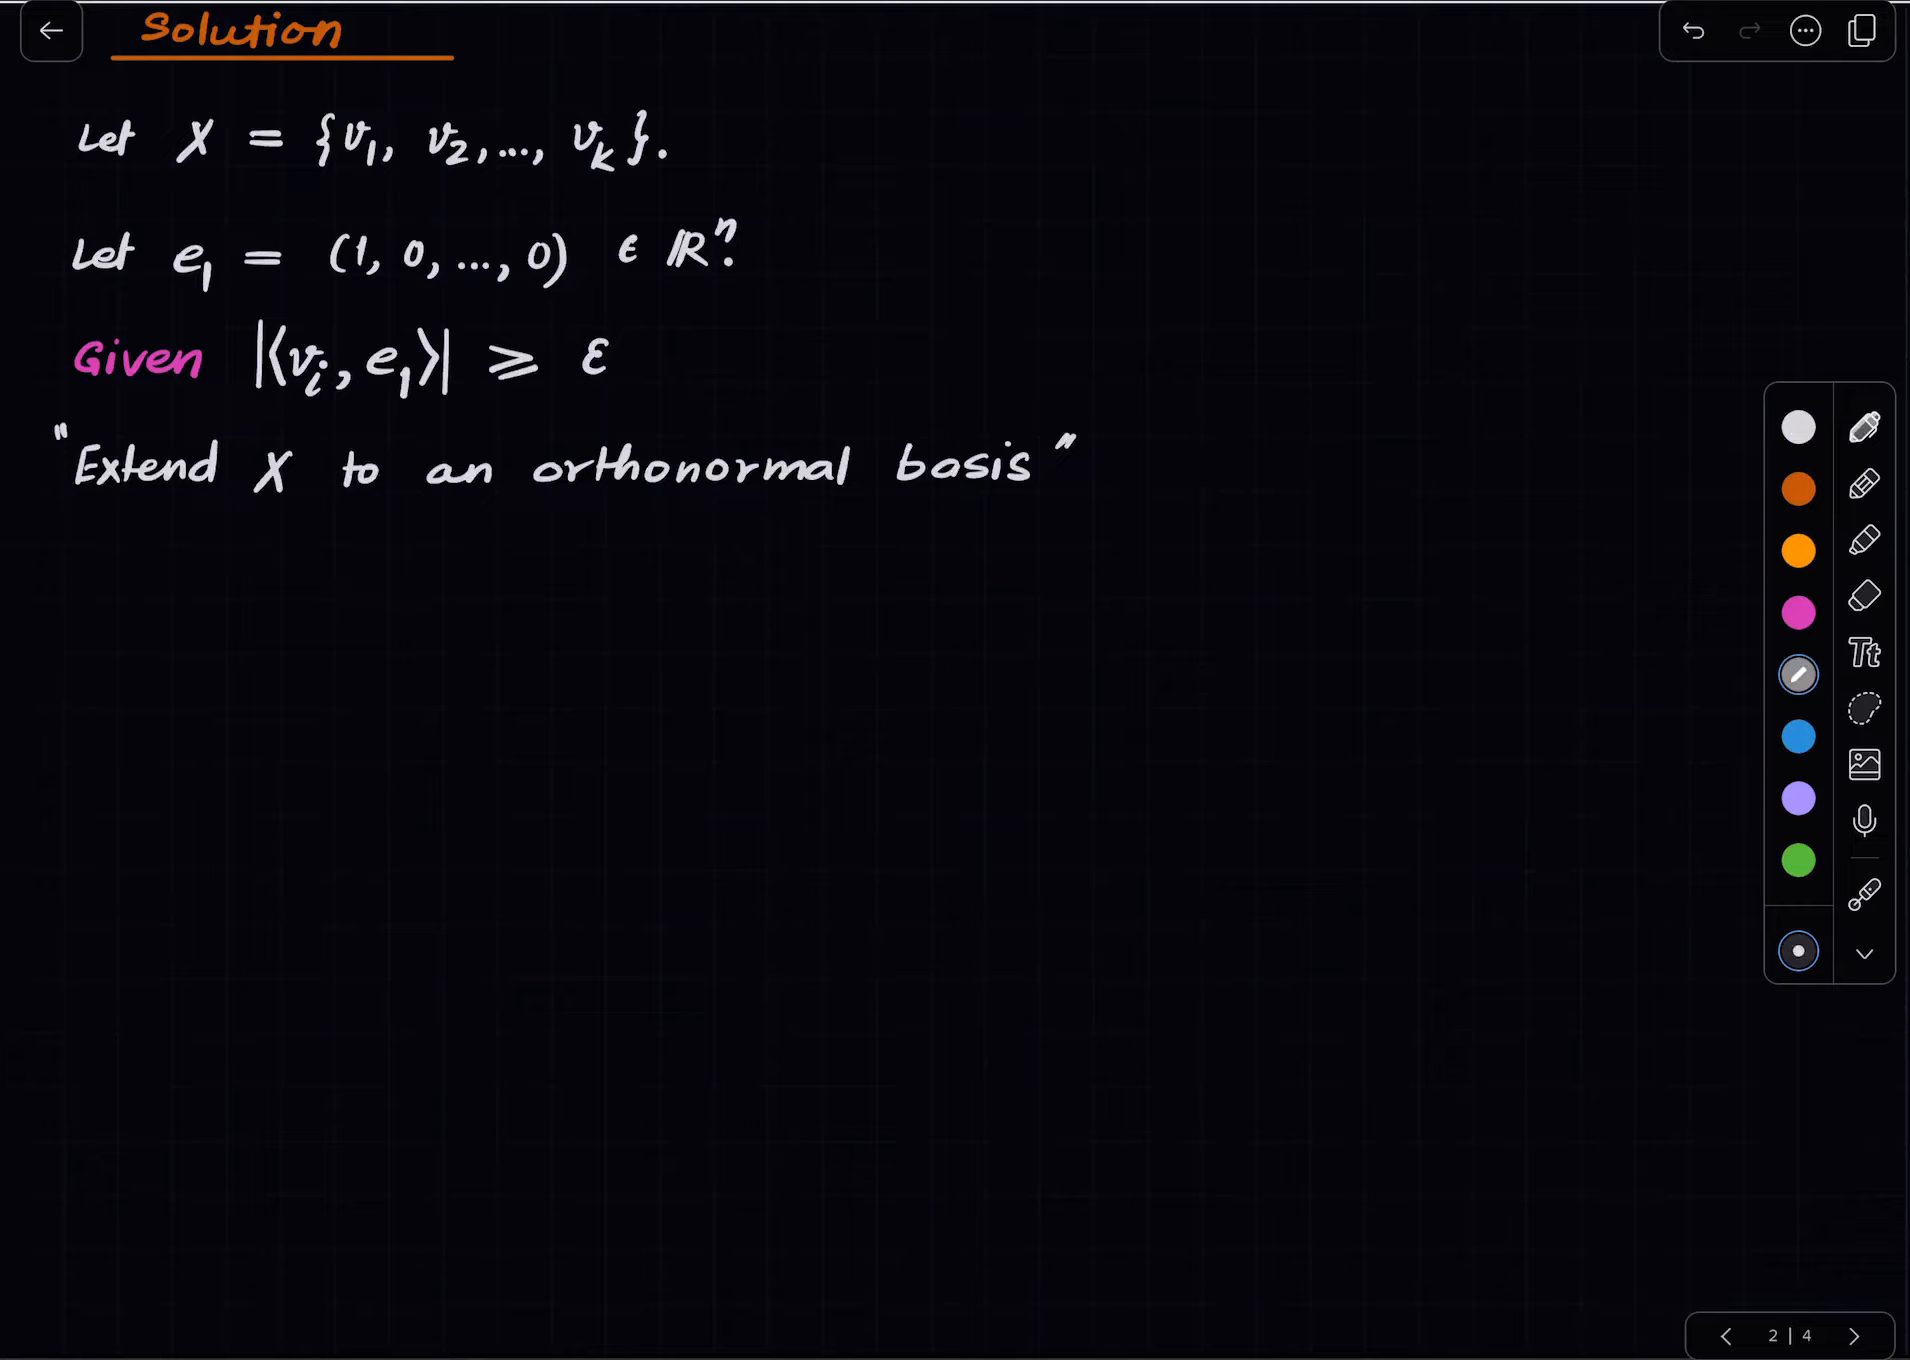 Solution
Let X = {v₁, v₂,..., vₖ}.
Let e₁ = (1, 0,..., 0) ∈ ℝⁿ.
Given |⟨vᵢ, e₁⟩| ⩾ ε
"Extend X to an orthonormal basis"
Tt
2 | 4